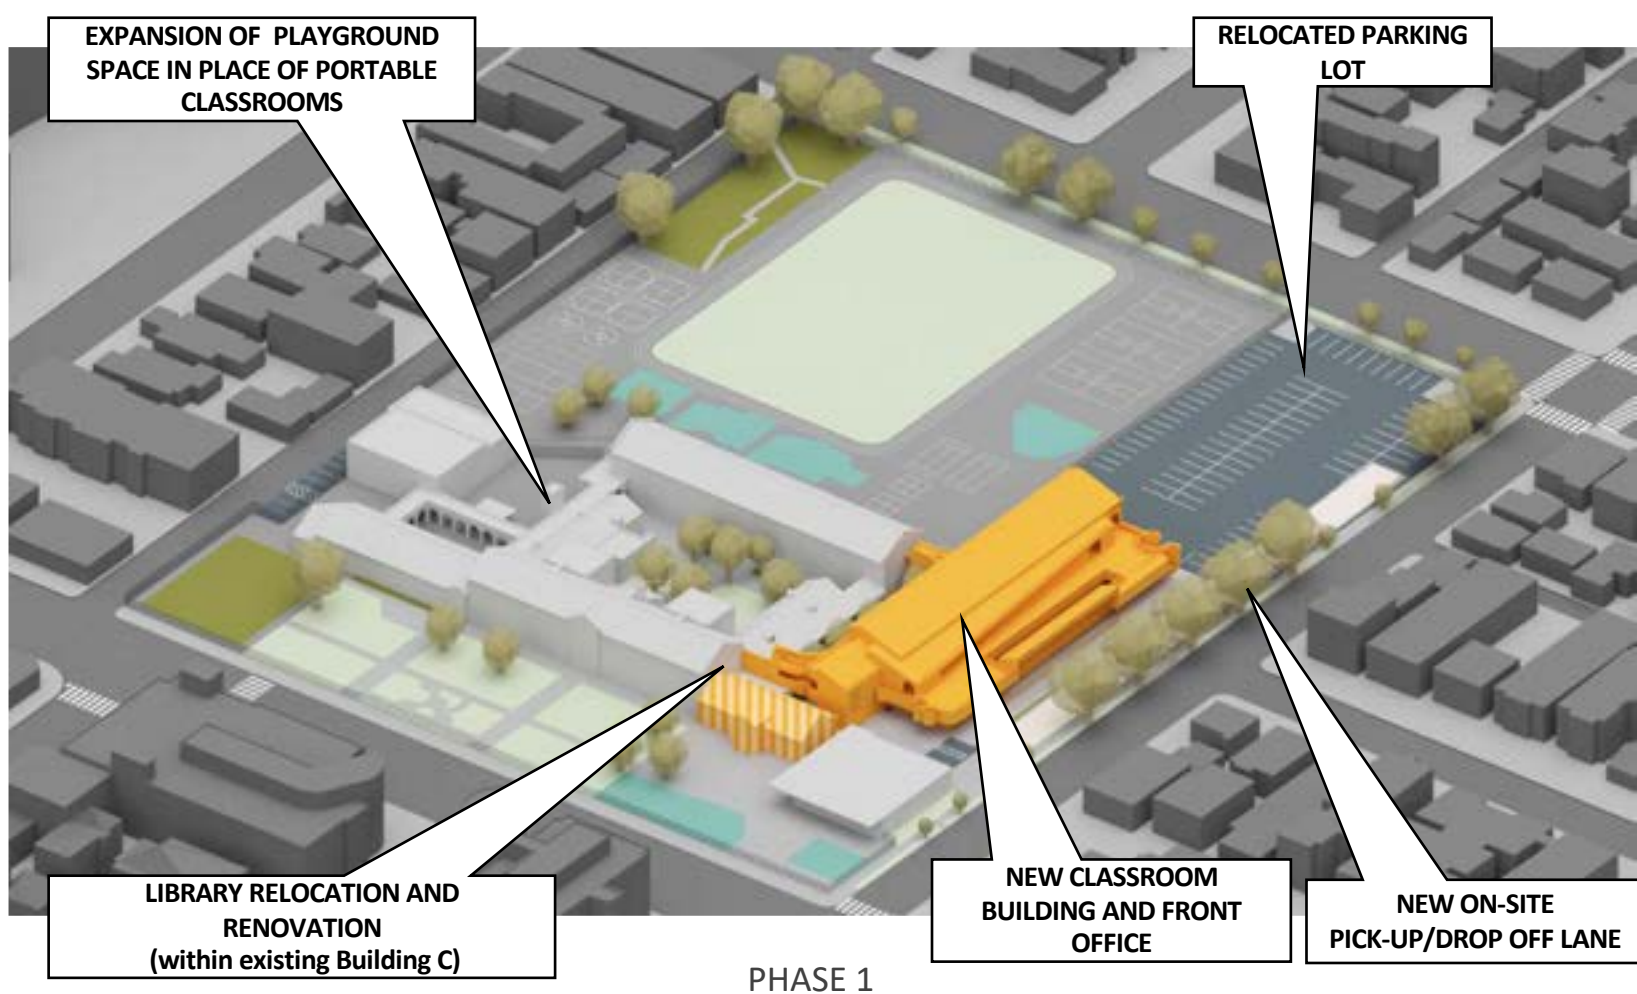 EXPANSION OF  PLAYGROUND
SPACE IN PLACE OF PORTABLE
CLASSROOMS
RELOCATED PARKING
LOT
LIBRARY RELOCATION AND
RENOVATION
(within existing Building C)
NEW CLASSROOM
BUILDING AND FRONT
OFFICE
NEW ON-SITE
PICK-UP/DROP OFF LANE
PHASE 1